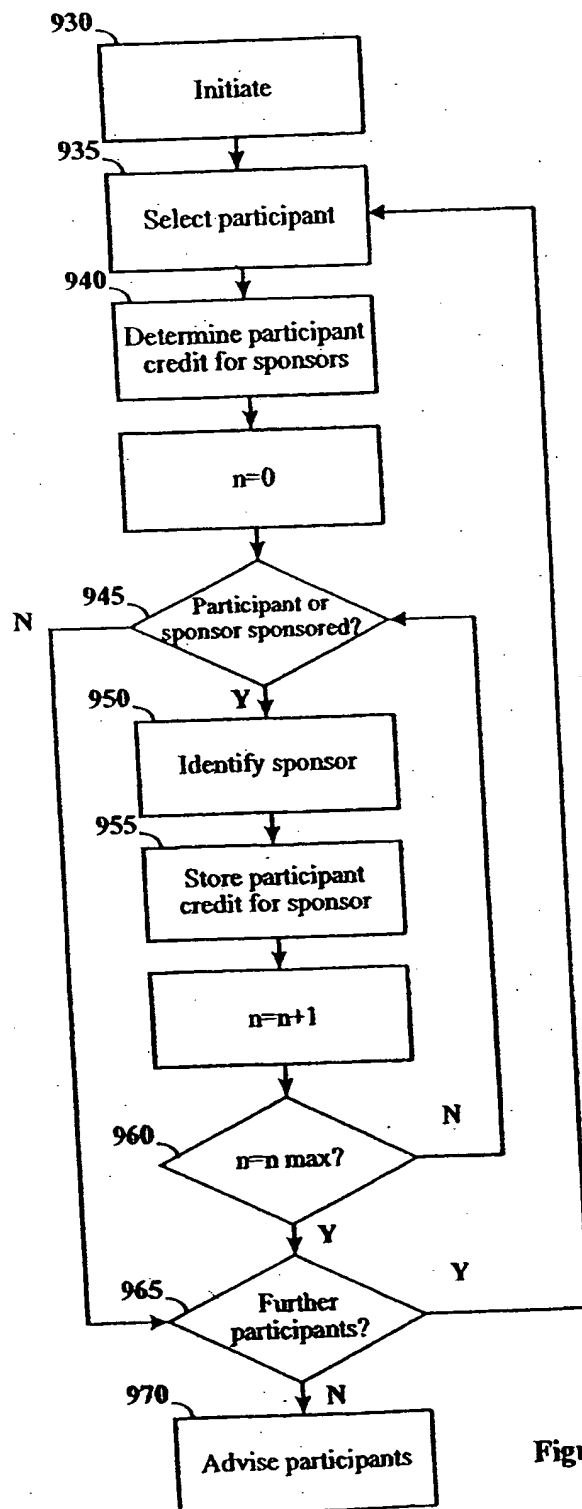 930
Initiate
935
Select participant
940
Determine participant
credit for sponsors
n=0
945
N
Participant or
sponsor sponsored?
Y
950
Identify sponsor
955
Store participant
credit for sponsor
n=n+1
960
n=n max?
N
Y
965
Further
participants?
Y
N
970
Advise participants